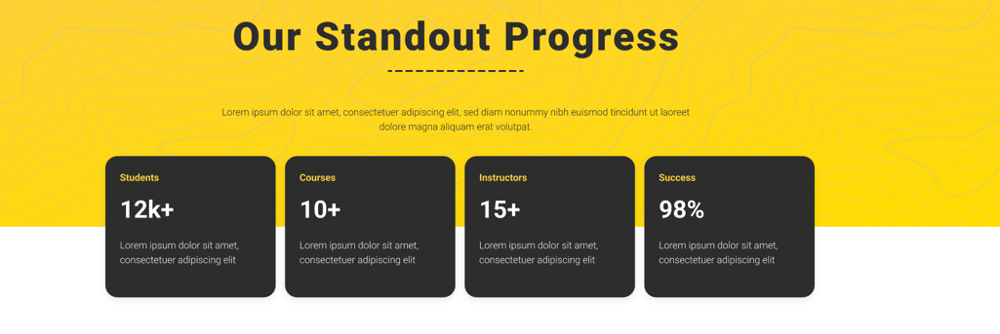 Our Standout Progress
Lorem ipsum dolor sit amet, consectetuer adipiscing elit, sed diam nonummy nibh euismod tincidunt ut laoreet
dolore magna aliquam erat volutpat.
Students
12k+
Lorem ipsum dolor sit amet,
consectetuer adipiscing elit
Courses
10+
Lorem ipsum dolor sit amet,
consectetuer adipiscing elit
Instructors
15+
Lorem ipsum dolor sit amet,
consectetuer adipiscing elit
Success
98%
Lorem ipsum dolor sit amet,
consectetuer adipiscing elit